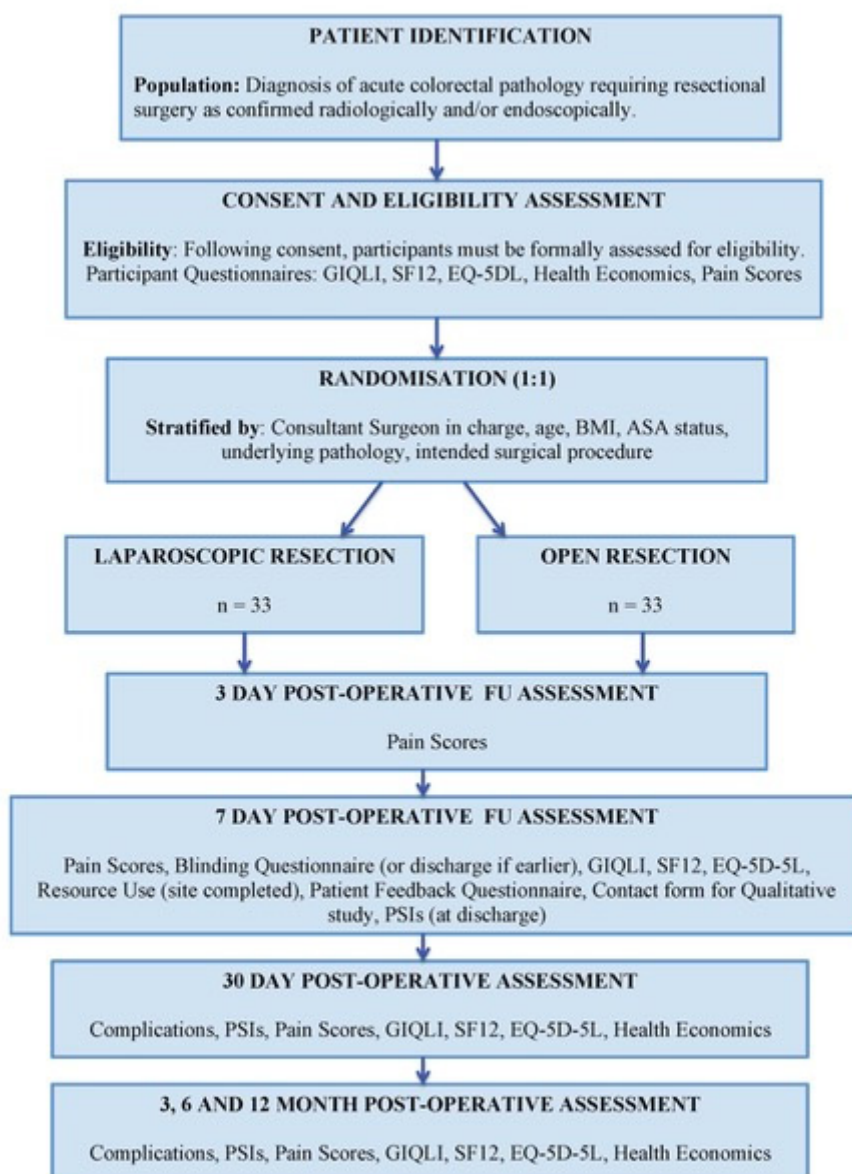 PATIENT IDENTIFICATION
Population: Diagnosis of acute colorectal pathology requiring resectional
surgery as confirmed radiologically and/or endoscopically.
CONSENT AND ELIGIBILITY ASSESSMENT
Eligibility: Following consent, participants must be formally assessed for eligibility.
Participant Questionnaires: GIQLI, SF12, EQ-5DL, Health Economics, Pain Scores
RANDOMISATION (1:1)
Stratified by: Consultant Surgeon in charge, age, BMI, ASA status,
underlying pathology, intended surgical procedure
LAPAROSCOPIC RESECTION
n = 33
OPEN RESECTION
n = 33
3 DAY POST-OPERATIVE FU ASSESSMENT
Pain Scores
7 DAY POST-OPERATIVE FU ASSESSMENT
Pain Scores, Blinding Questionnaire (or discharge if earlier), GIQLI, SF12, EQ-5D-5L,
Resource Use (site completed), Patient Feedback Questionnaire, Contact form for Qualitative
study, PSIs (at discharge)
30 DAY POST-OPERATIVE ASSESSMENT
Complications, PSIs, Pain Scores, GIQLI, SF12, EQ-5D-5L, Health Economics
3, 6 AND 12 MONTH POST-OPERATIVE ASSESSMENT
Complications, PSIs, Pain Scores, GIQLI, SF12, EQ-5D-5L, Health Economics